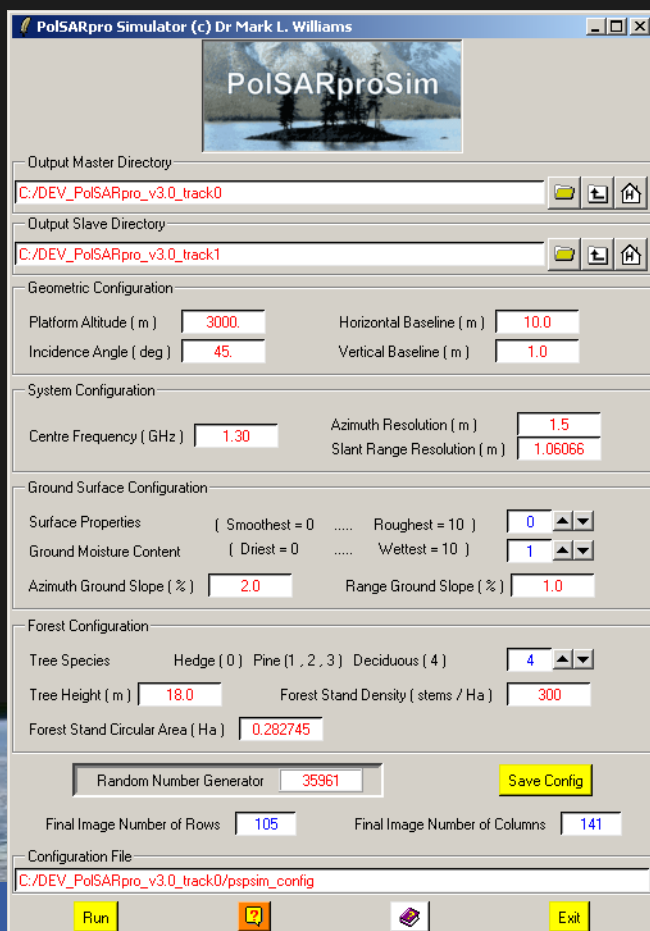 PolSARpro Simulator (c) Dr Mark L. Williams
PolSARproSim
Output Master Directory
C:/DEV_PolSARpro_v3.0_track0
Output Slave Directory
C:/DEV_PolSARpro_v3.0_track1
Geometric Configuration
Platform Altitude ( m ) 3000. Horizontal Baseline ( m ) 10.0
Incidence Angle ( deg ) 45. Vertical Baseline ( m ) 1.0
System Configuration
Centre Frequency ( GHz ) 1.30 Azimuth Resolution ( m ) 1.5
Slant Range Resolution ( m ) 1.06066
Ground Surface Configuration
Surface Properties ( Smoothest = 0 ..... Roughest = 10 ) 0
Ground Moisture Content ( Driest = 0 ..... Wettest = 10 ) 1
Azimuth Ground Slope ( % ) 2.0 Range Ground Slope ( % ) 1.0
Forest Configuration
Tree Species Hedge ( 0 ) Pine (1 , 2 , 3 ) Deciduous ( 4 ) 4
Tree Height ( m ) 18.0 Forest Stand Density ( stems / Ha ) 300
Forest Stand Circular Area ( Ha ) 0.282745
Random Number Generator 35961 Save Config
Final Image Number of Rows 105 Final Image Number of Columns 141
Configuration File
C:/DEV_PolSARpro_v3.0_track0/pspsim_config
Run ? ? Exit